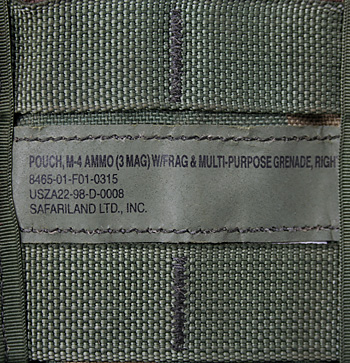 POUCH, M-4 AMMO (3 MAG) W/FRAG & MULTI-PURPOSE GRENADE, RIGH
8465-01-F01-0315
USZA22-98-D-0008
SAFARILAND LTD., INC.